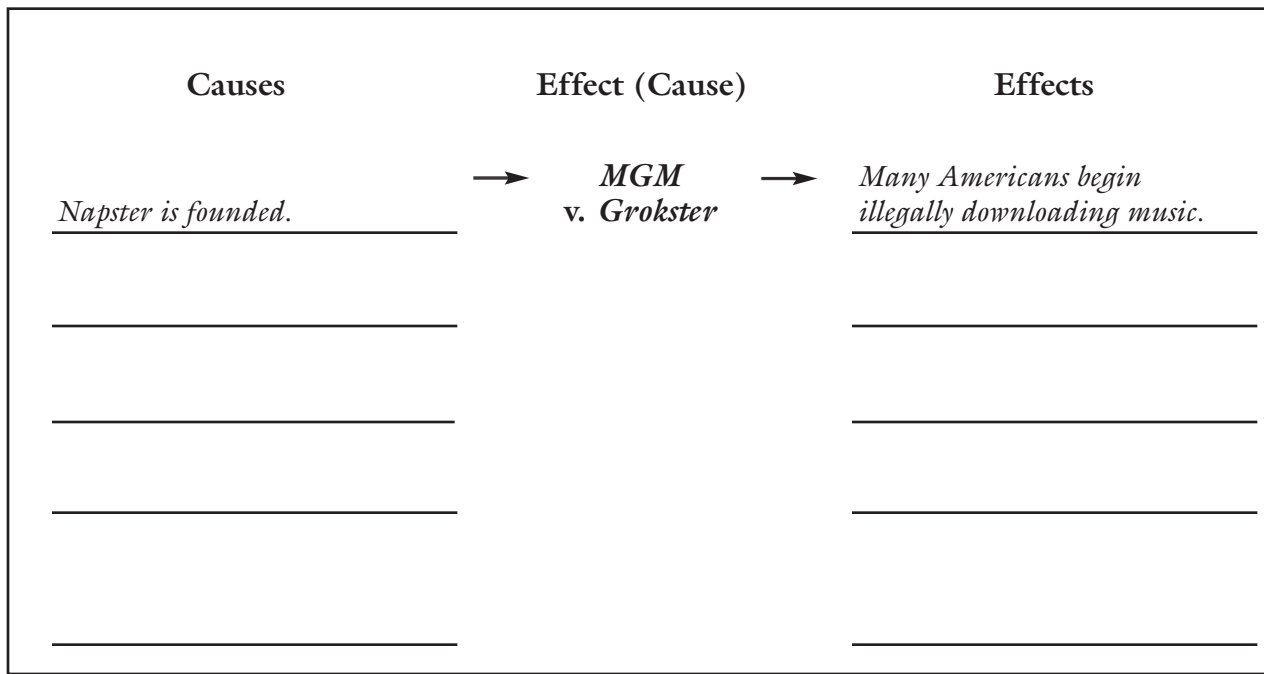 Causes
Effect (Cause)
Effects
Napster is founded.
MGM
v. Grokster
Many Americans begin
illegally downloading music.